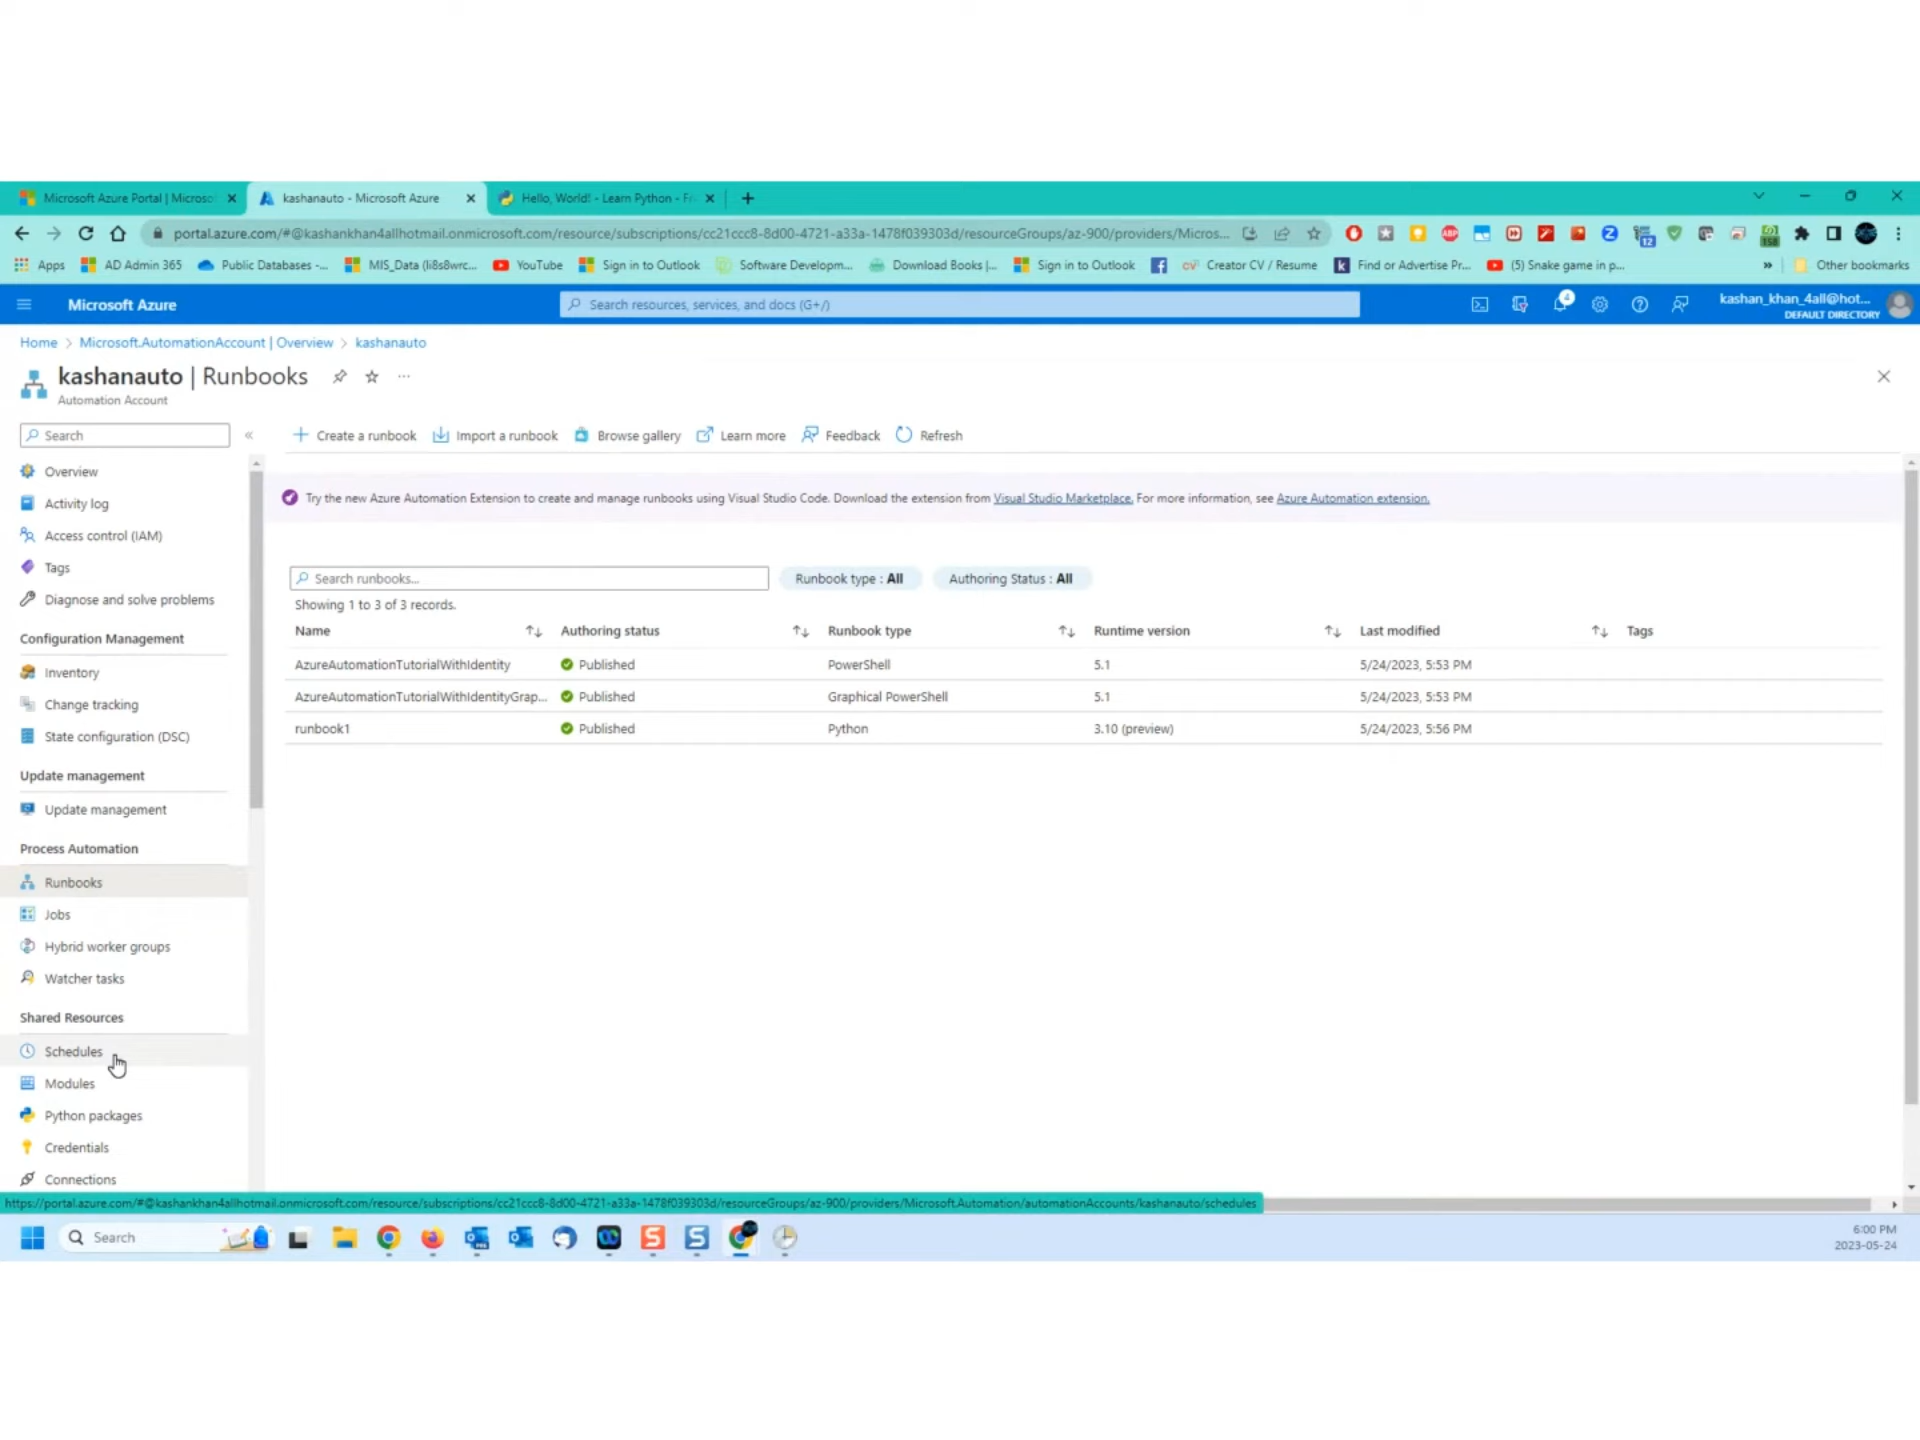 Microsoft Azure Portal | Microso
kashanauto - Microsoft Azure
Hello, World! - Learn Python - Fr
portal.azure.com/#@kashankhan4allhotmail.onmicrosoft.com/resource/subscriptions/cc21ccc8-8d00-4721-a33a-1478f039303d/resourceGroups/az-900/providers/Micros...
ABP
12
158
Apps
AD Admin 365
Public Databases -...
MIS_Data (li8s8wrc...
YouTube
Sign in to Outlook
Software Developm...
Download Books |...
Sign in to Outlook
Creator CV / Resume
Find or Advertise Pr...
(5) Snake game in p...
»
Other bookmarks
Microsoft Azure
Search resources, services, and docs (G+/)
4
kashan_khan_4all@hot...
DEFAULT DIRECTORY
Home > Microsoft.AutomationAccount | Overview > kashanauto
kashanauto | Runbooks
...
Automation Account
Search
«
Create a runbook
Import a runbook
Browse gallery
Learn more
Feedback
Refresh
Overview
Activity log
Access control (IAM)
Tags
Diagnose and solve problems
Configuration Management
Inventory
Change tracking
State configuration (DSC)
Update management
Update management
Process Automation
Runbooks
Jobs
Hybrid worker groups
Watcher tasks
Shared Resources
Schedules
Modules
Python packages
Credentials
Connections
Try the new Azure Automation Extension to create and manage runbooks using Visual Studio Code. Download the extension from Visual Studio Marketplace. For more information, see Azure Automation extension.
Search runbooks...
Runbook type : All
Authoring Status : All
Showing 1 to 3 of 3 records.
Name Authoring status Runbook type Runtime version Last modified Tags
AzureAutomationTutorialWithIdentity Published PowerShell 5.1 5/24/2023, 5:53 PM
AzureAutomationTutorialWithIdentityGrap... Published Graphical PowerShell 5.1 5/24/2023, 5:53 PM
runbook1 Published Python 3.10 (preview) 5/24/2023, 5:56 PM
https://portal.azure.com/#@kashankhan4allhotmail.onmicrosoft.com/resource/subscriptions/cc21ccc8-8d00-4721-a33a-1478f039303d/resourceGroups/az-900/providers/Microsoft.Automation/automationAccounts/kashanauto/schedules
Search
6:00 PM
2023-05-24